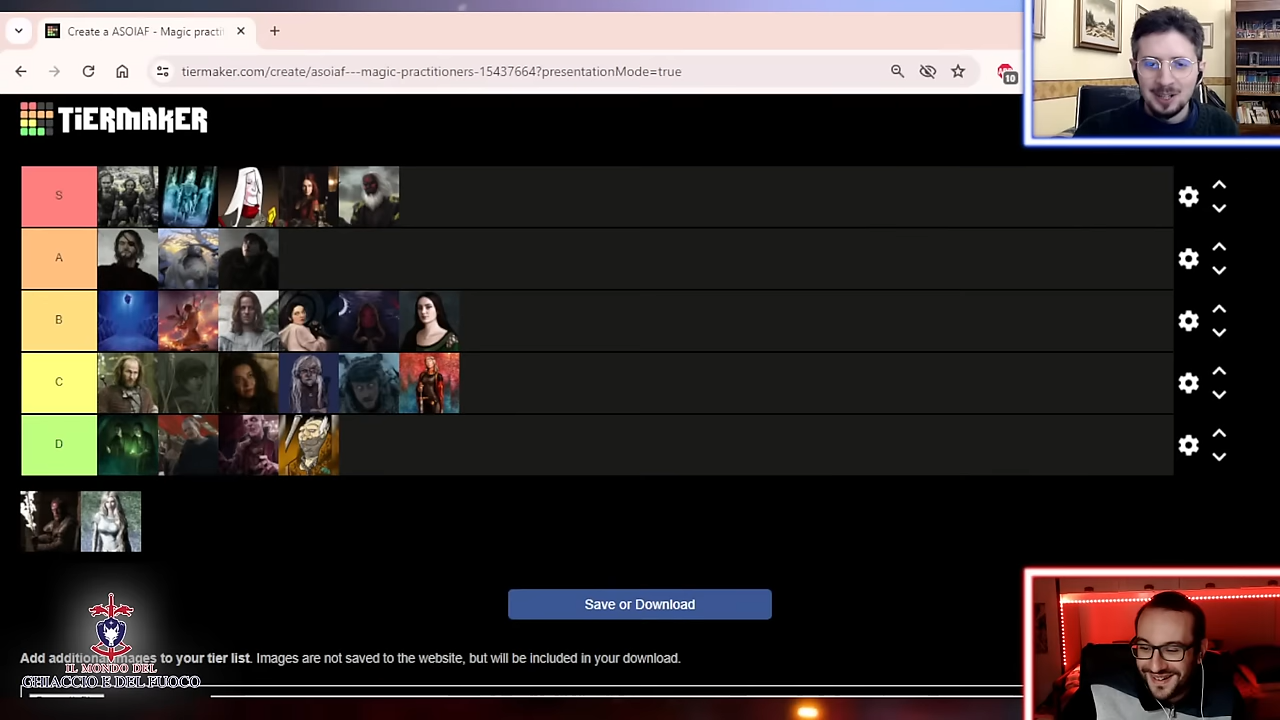 Create a ASOIAF - Magic practi
tiermaker.com/create/asoiaf---magic-practitioners-15437664?presentationMode=true
10
TiERMAKER
S
A
B
C
D
Save or Download
Add additional images to your tier list. Images are not saved to the website, but will be included in your download.
IL MONDO DEL
GHIACCIO E DEL FUOCO